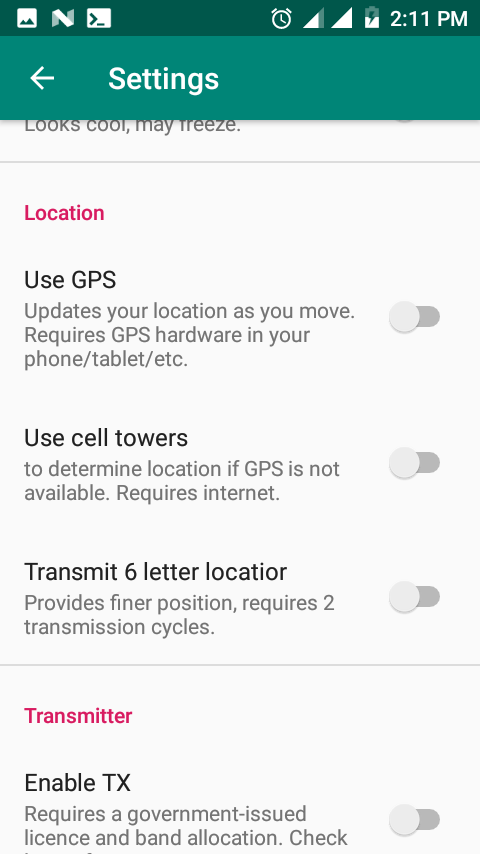 2:11 PM
Settings
Looks cool, may freeze.
Location
Use GPS
Updates your location as you move.
Requires GPS hardware in your
phone/tablet/etc.
Use cell towers
to determine location if GPS is not
available. Requires internet.
Transmit 6 letter locatior
Provides finer position, requires 2
transmission cycles.
Transmitter
Enable TX
Requires a government-issued
licence and band allocation. Check